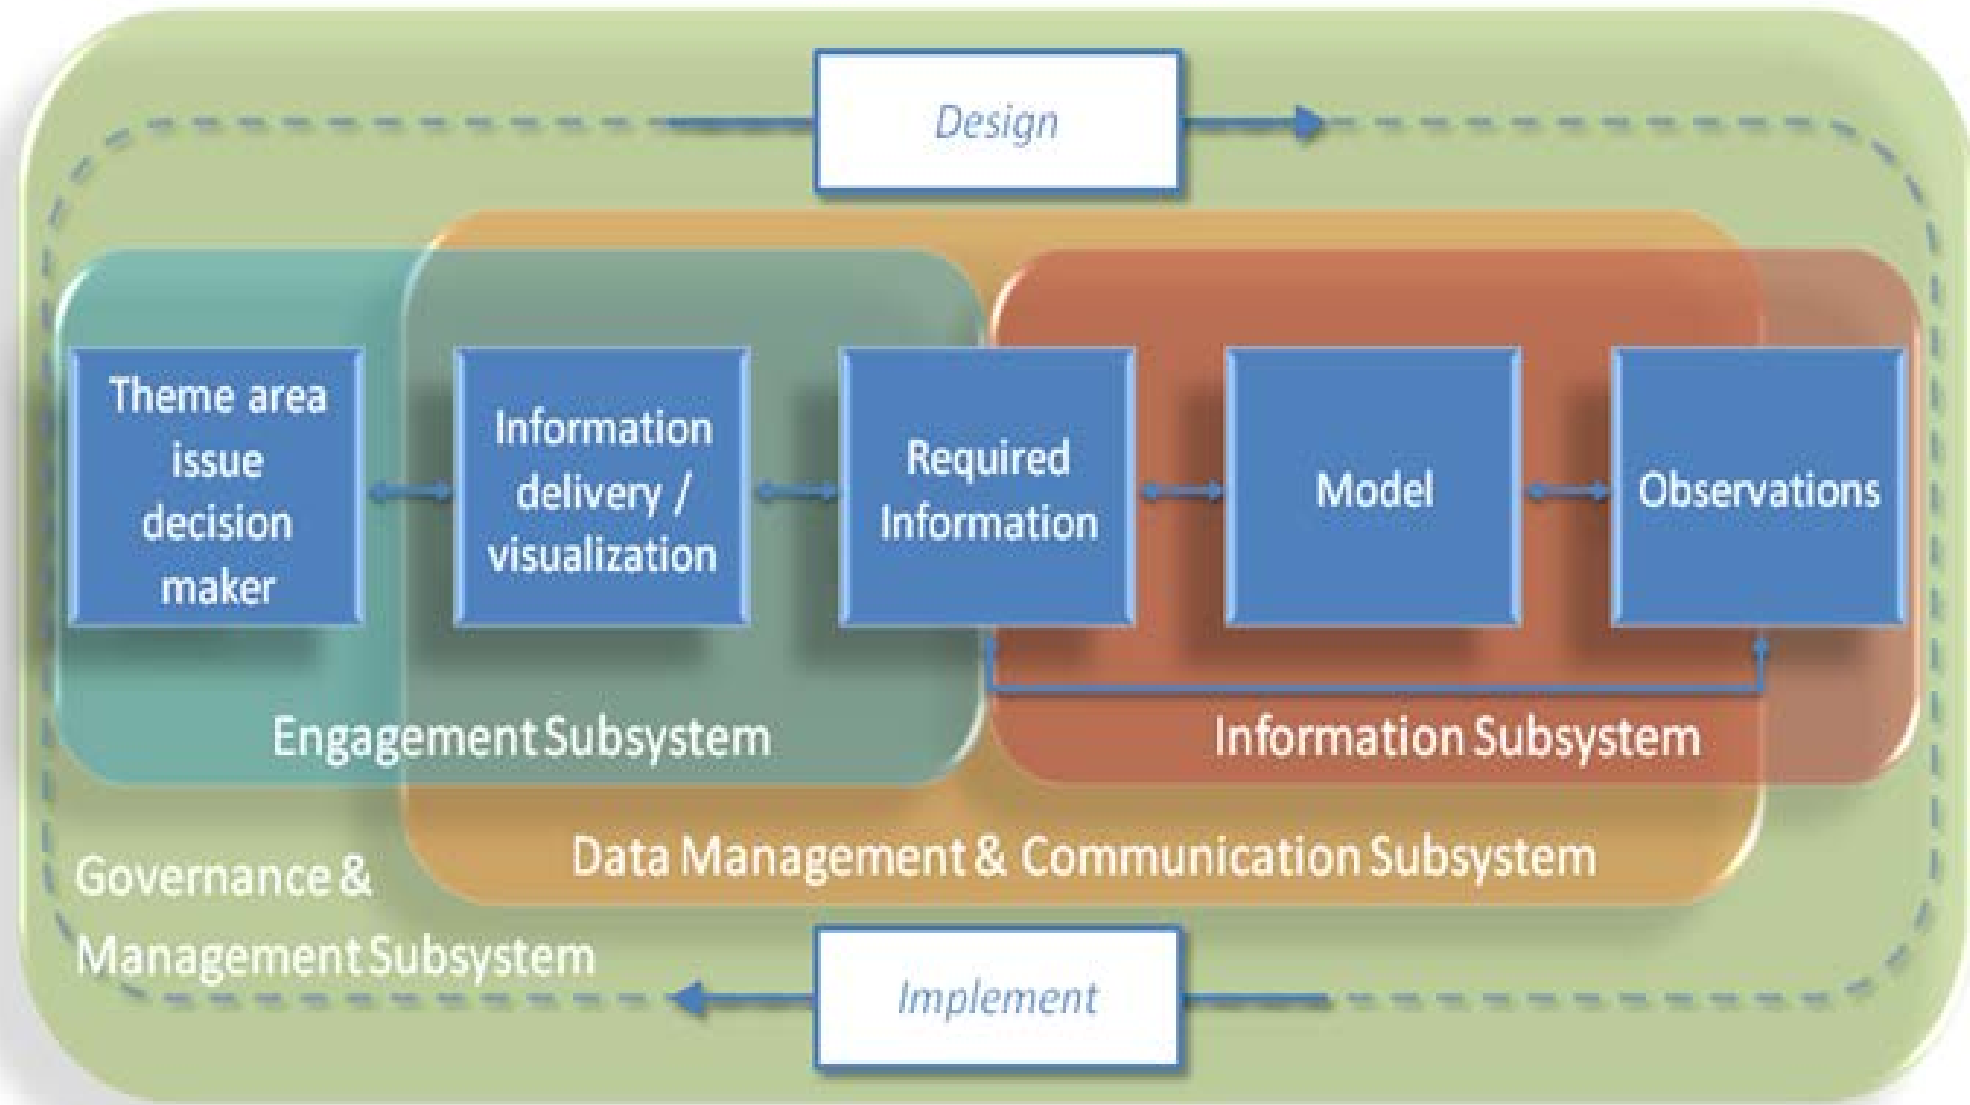 Design
Theme area
issue
decision
maker
Information
delivery /
visualization
Required
Information
Model
Observations
Engagement Subsystem
Information Subsystem
Data Management & Communication Subsystem
Governance &
Management Subsystem
Implement